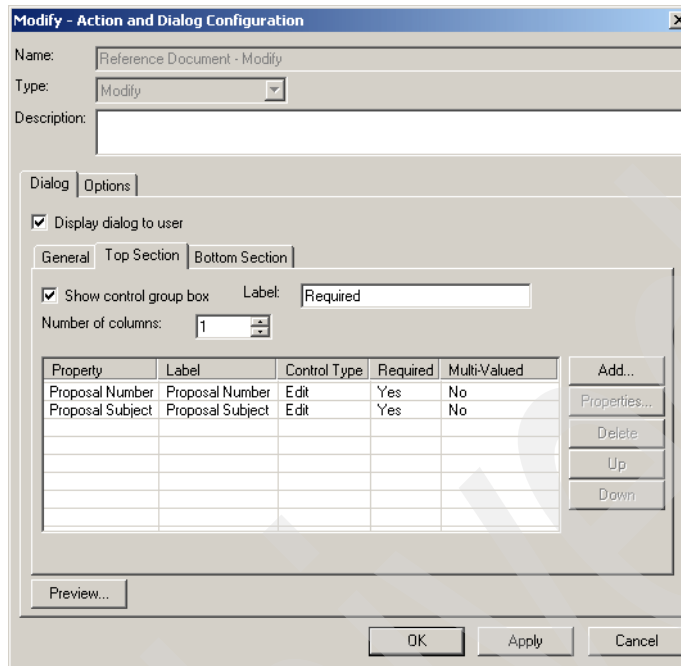 Modify - Action and Dialog Configuration
Name: Reference Document - Modify
Type: Modify
Description:
Dialog Options
Display dialog to user
General Top Section Bottom Section
Show control group box Label: Required
Number of columns: 1
Property Label Control Type Required Multi-Valued Add...
Proposal Number Proposal Number Edit Yes No
Proposal Subject Proposal Subject Edit Yes No
Properties...
Delete
Up
Down
Preview...
OK Apply Cancel